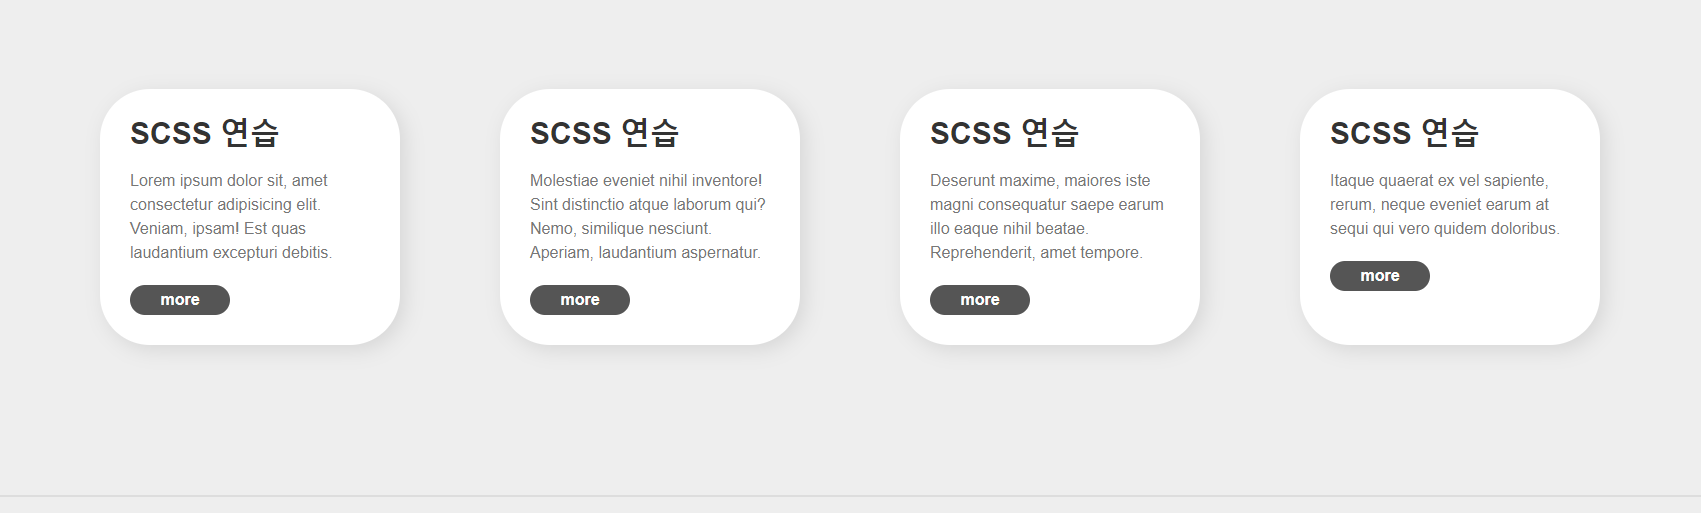 SCSS 연습
Lorem ipsum dolor sit, amet
consectetur adipisicing elit.
Veniam, ipsam! Est quas
laudantium excepturi debitis.
more
SCSS 연습
Molestiae eveniet nihil inventore!
Sint distinctio atque laborum qui?
Nemo, similique nesciunt.
Aperiam, laudantium aspernatur.
more
SCSS 연습
Deserunt maxime, maiores iste
magni consequatur saepe earum
illo eaque nihil beatae.
Reprehenderit, amet tempore.
more
SCSS 연습
Itaque quaerat ex vel sapiente,
rerum, neque eveniet earum at
sequi qui vero quidem doloribus.
more